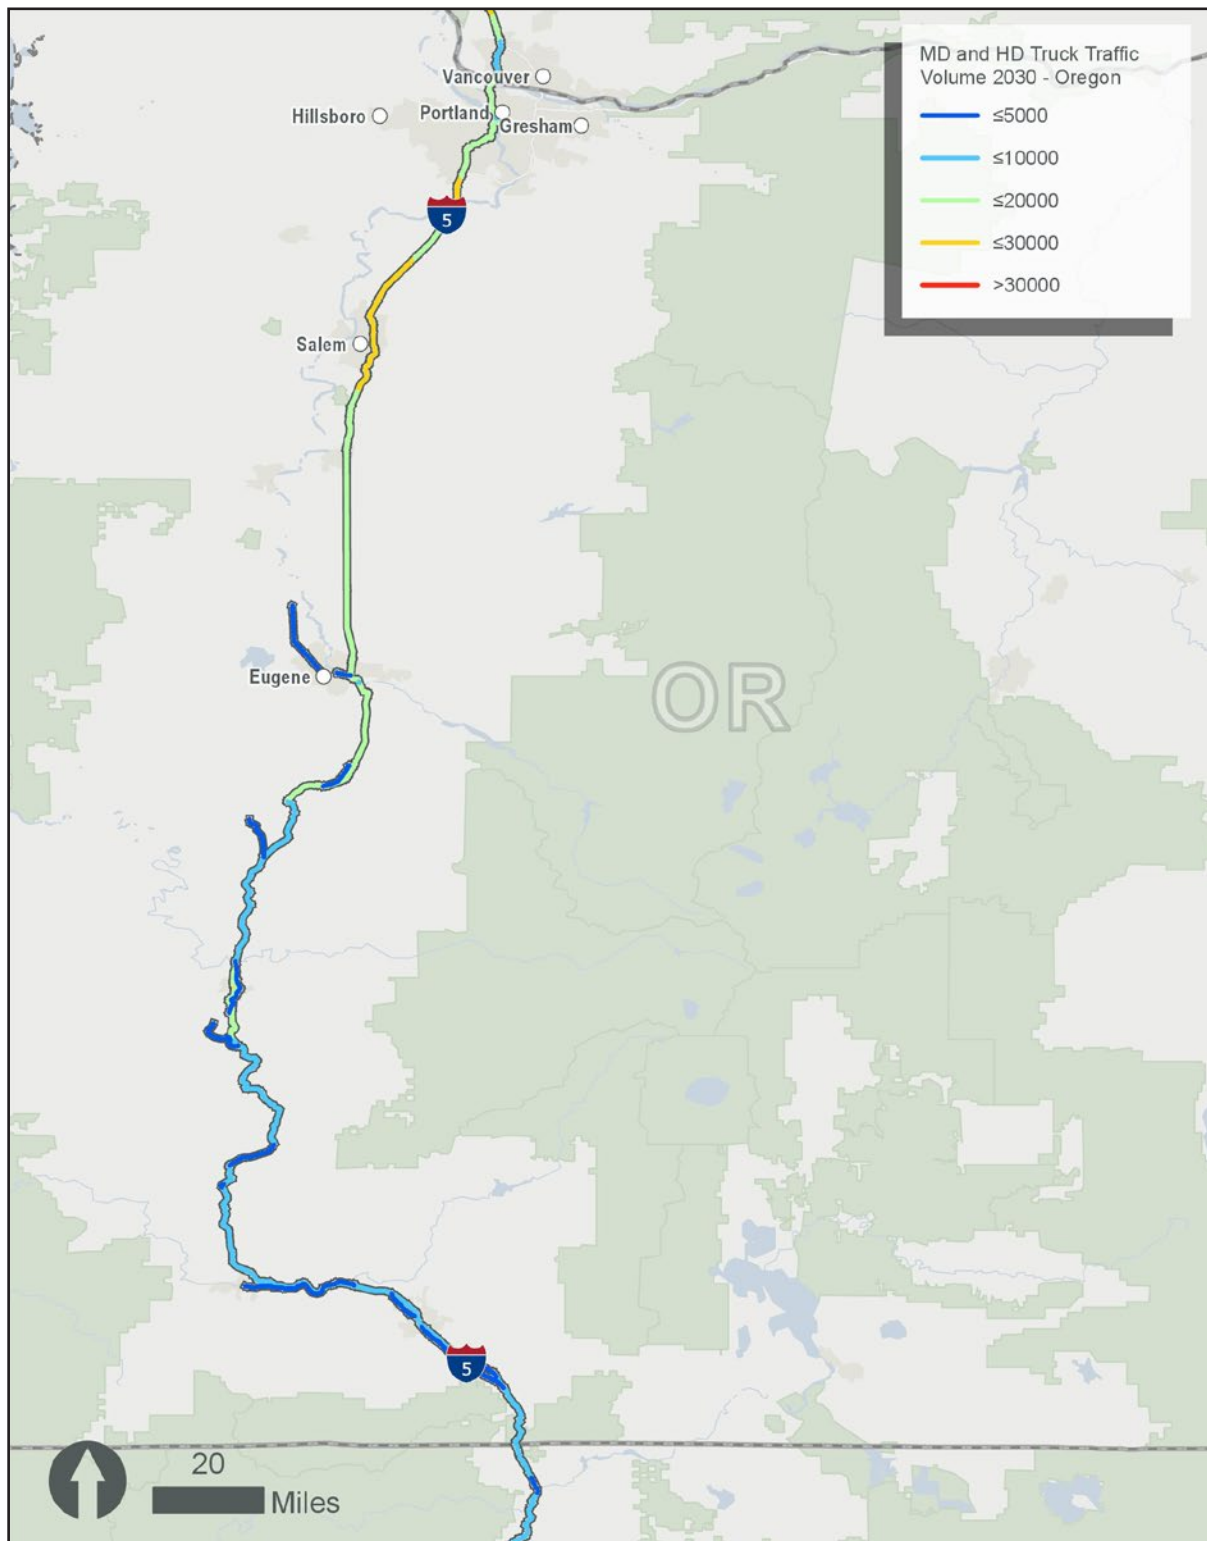 MD and HD Truck Traffic
Volume 2030 - Oregon
≤5000
≤10000
≤20000
≤30000
>30000
Vancouver
Hillsboro
Portland
Gresham
5
Salem
Eugene
OR
5
20
Miles